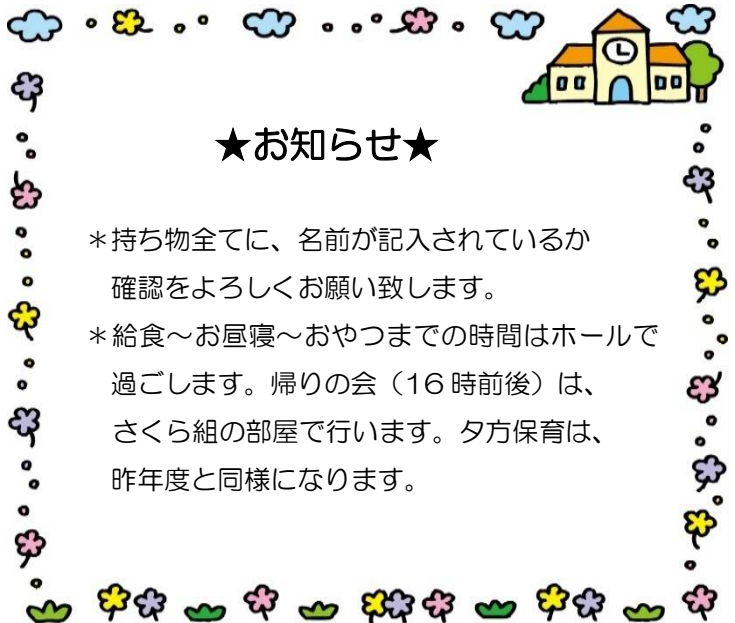 ★お知らせ★
＊持ち物全てに、名前が記入されているか
確認をよろしくお願い致します。
＊給食～お昼寝～おやつまでの時間はホールで
過ごします。帰りの会（16時前後）は、
さくら組の部屋で行います。夕方保育は、
昨年度と同様になります。